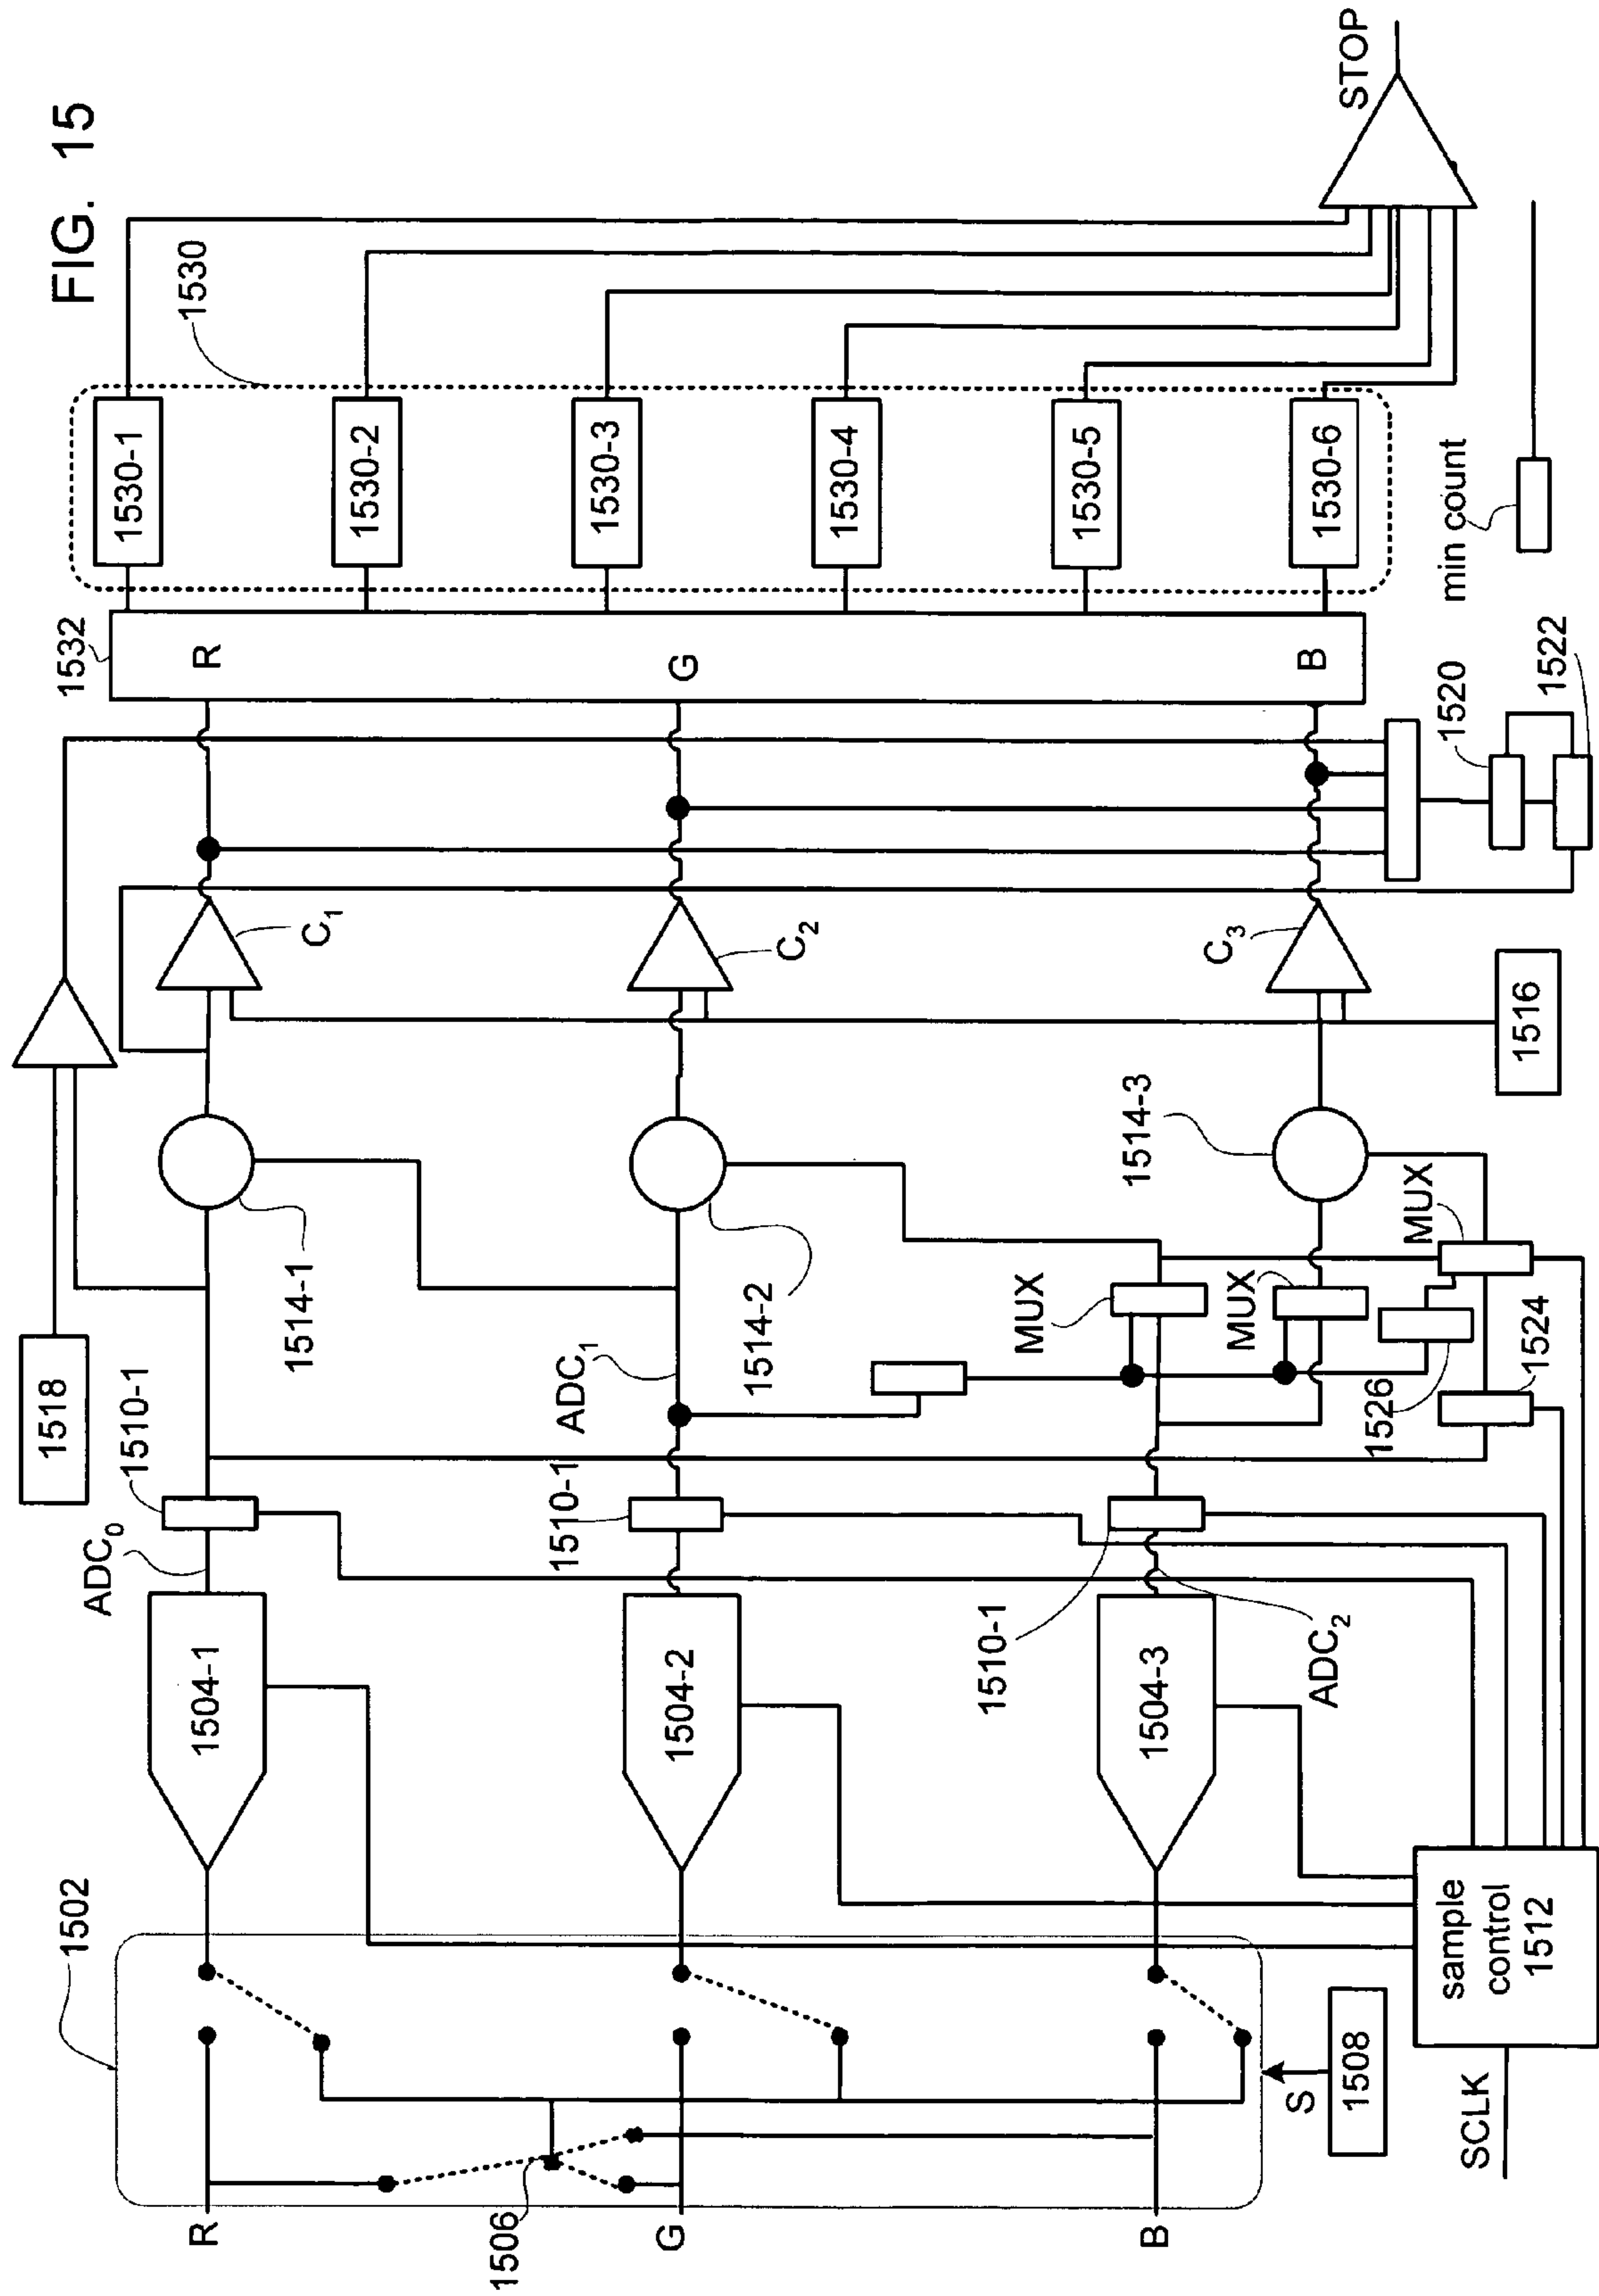 FIG. 15
1530
1532
1530-1
1530-2
1530-3
1530-4
1530-5
1530-6
STOP
min count
R
G
B
1520
1522
C1
C2
C3
1516
1518
1514-1
1514-2
1514-3
MUX
MUX
MUX
1524
1526
1510-1
1510-1
1510-1
ADC0
ADC1
ADC2
1504-1
1504-2
1504-3
1502
1506
R
G
B
S
1508
SCLK
sample
control
1512